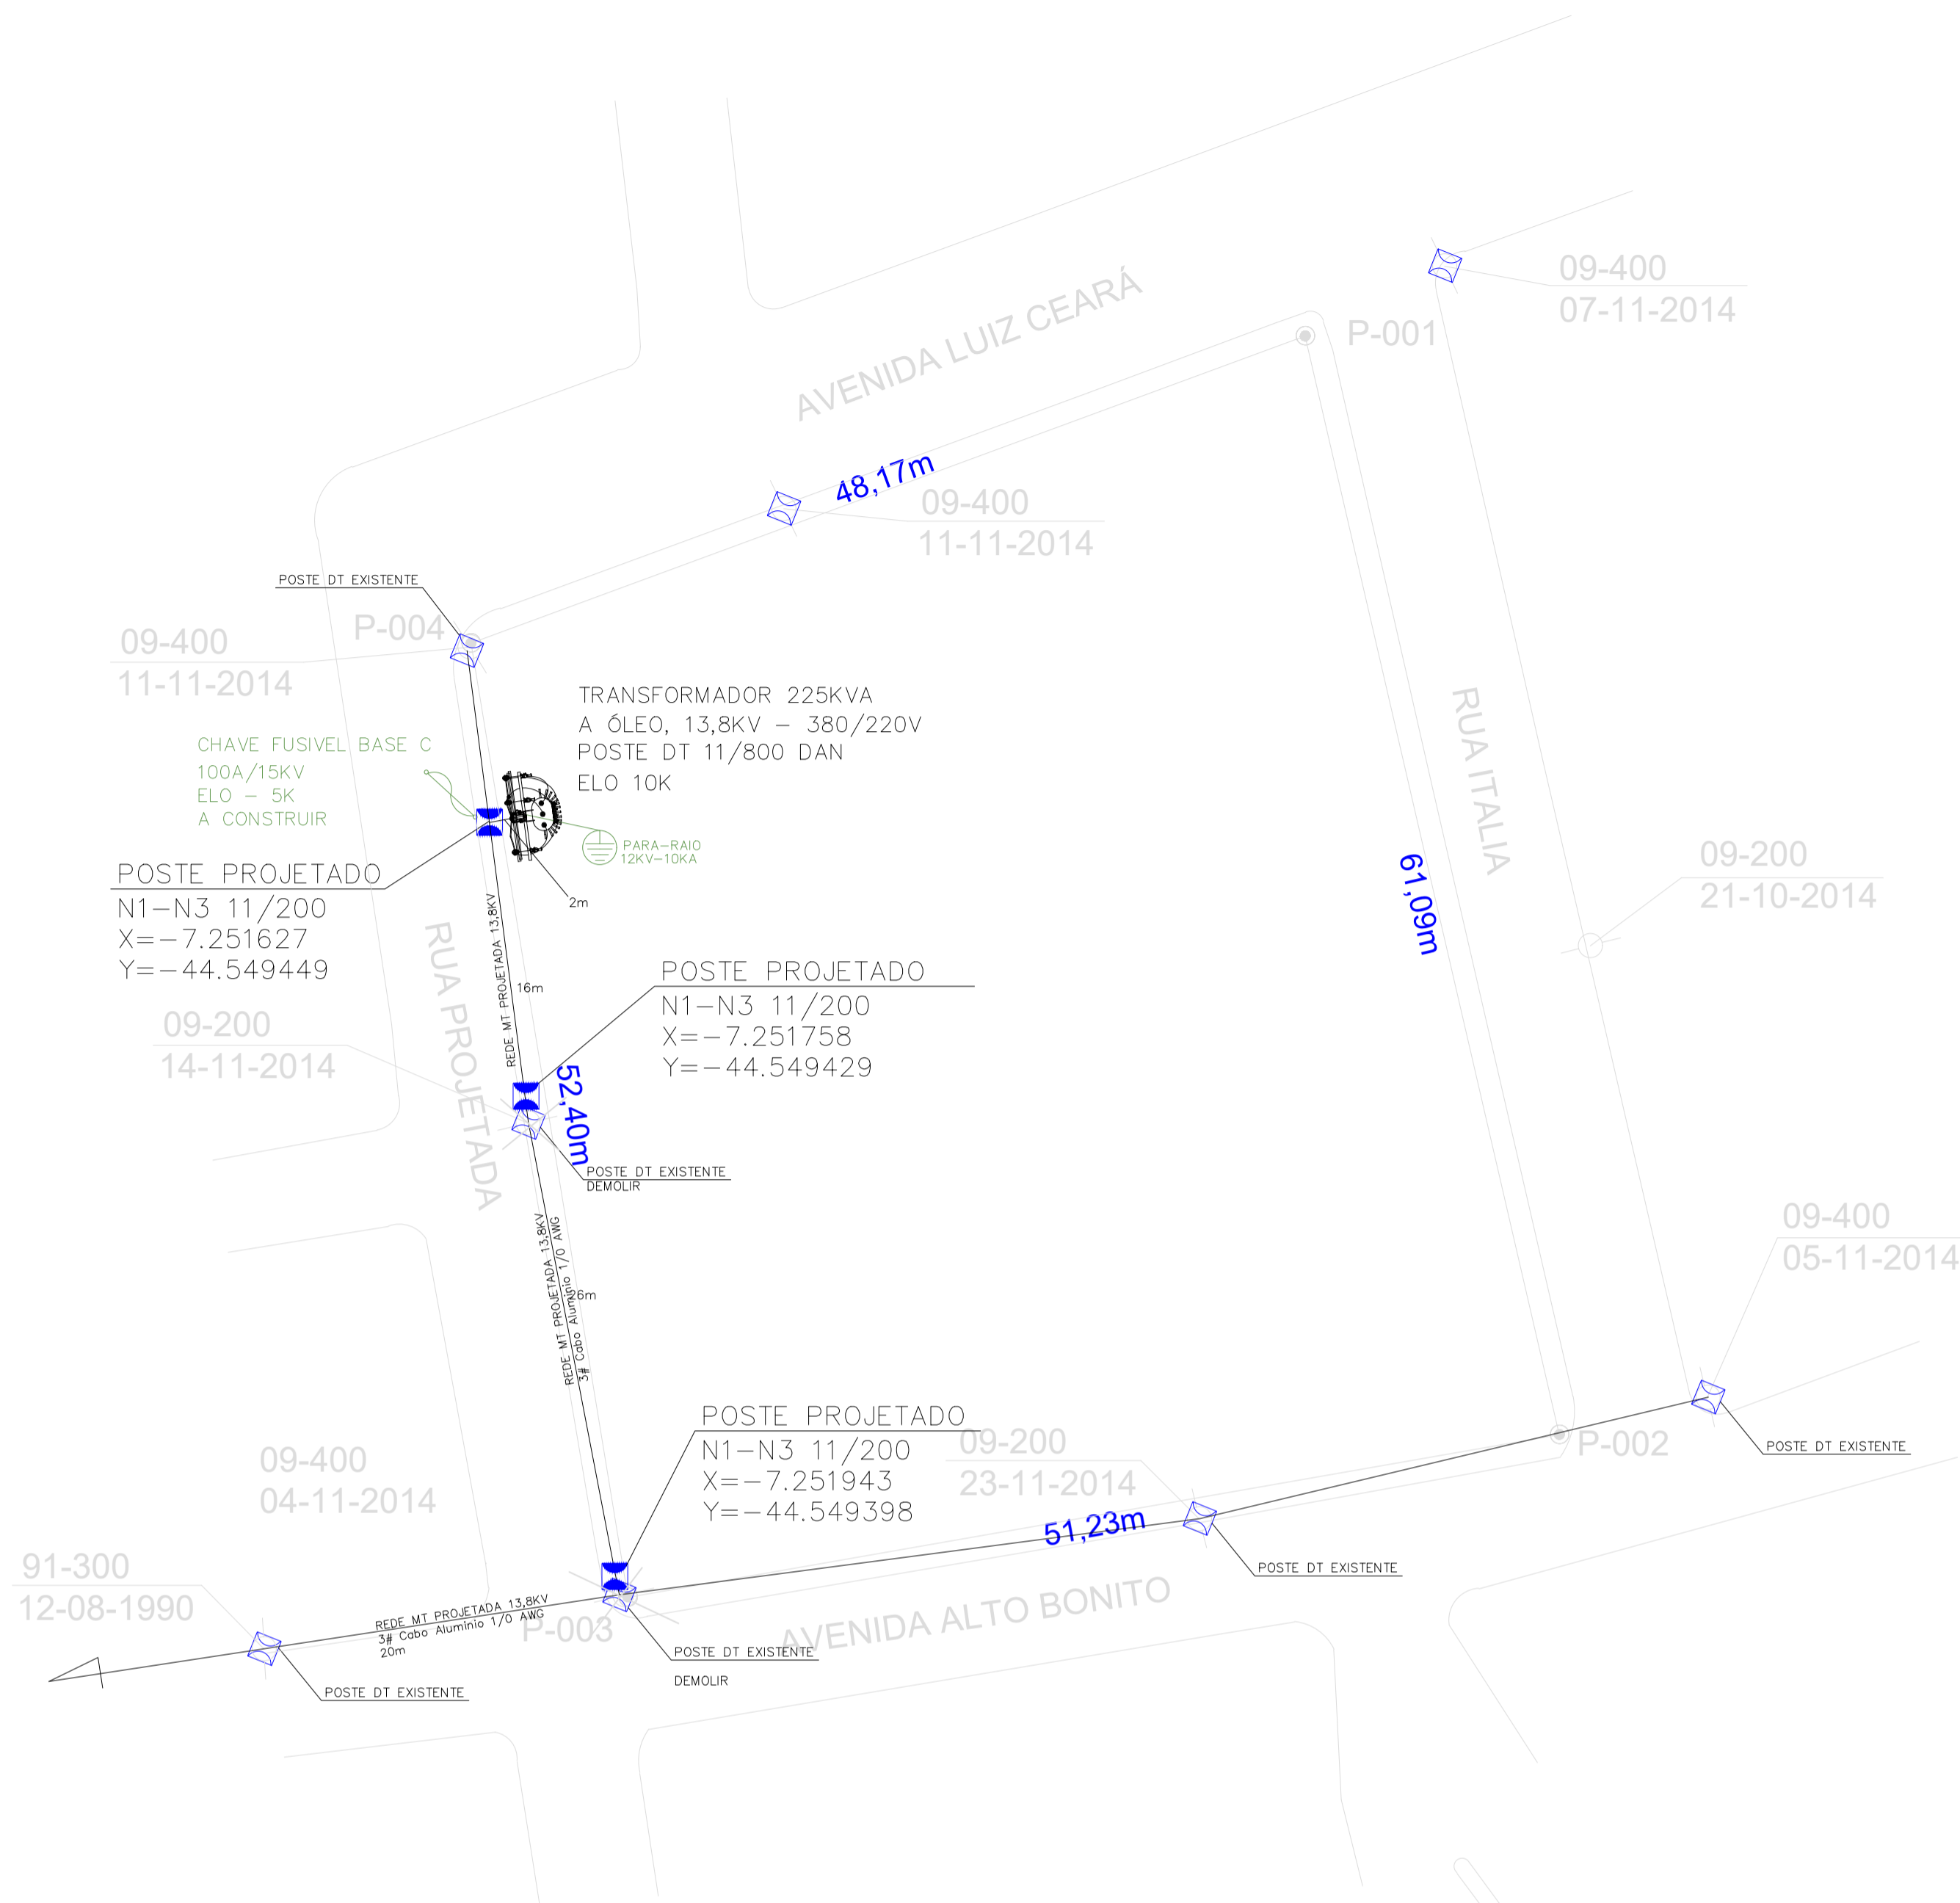 09-400
07-11-2014
AVENIDA LUIZ CEARÁ
P-001
48,17m
09-400
11-11-2014
POSTE DT EXISTENTE
P-004
09-400
11-11-2014
TRANSFORMADOR 225KVA
A ÓLEO, 13,8KV - 380/220V
POSTE DT 11/800 DAN
ELO 10K
CHAVE FUSIVEL BASE C
100A/15KV
ELO - 5K
A CONSTRUIR
PARA-RAIO
12KV-10KA
RUA ITALIA
61,09m
09-200
21-10-2014
POSTE PROJETADO
N1-N3 11/200
X=-7.251627
Y=-44.549449
2m
REDE MT PROJETADA 13,8KV
16m
RUA PROJETADA
POSTE PROJETADO
N1-N3 11/200
X=-7.251758
Y=-44.549429
09-200
14-11-2014
52,40m
POSTE DT EXISTENTE
DEMOLIR
REDE MT PROJETADA 13,8KV
3# Cabo Alumínio 1/0 AWG
26m
09-400
05-11-2014
POSTE PROJETADO
N1-N3 11/200
X=-7.251943
Y=-44.549398
09-200
23-11-2014
P-002
POSTE DT EXISTENTE
09-400
04-11-2014
51,23m
91-300
12-08-1990
POSTE DT EXISTENTE
REDE MT PROJETADA 13,8KV
3# Cabo Alumínio 1/0 AWG
20m
P-003
AVENIDA ALTO BONITO
POSTE DT EXISTENTE
DEMOLIR
POSTE DT EXISTENTE